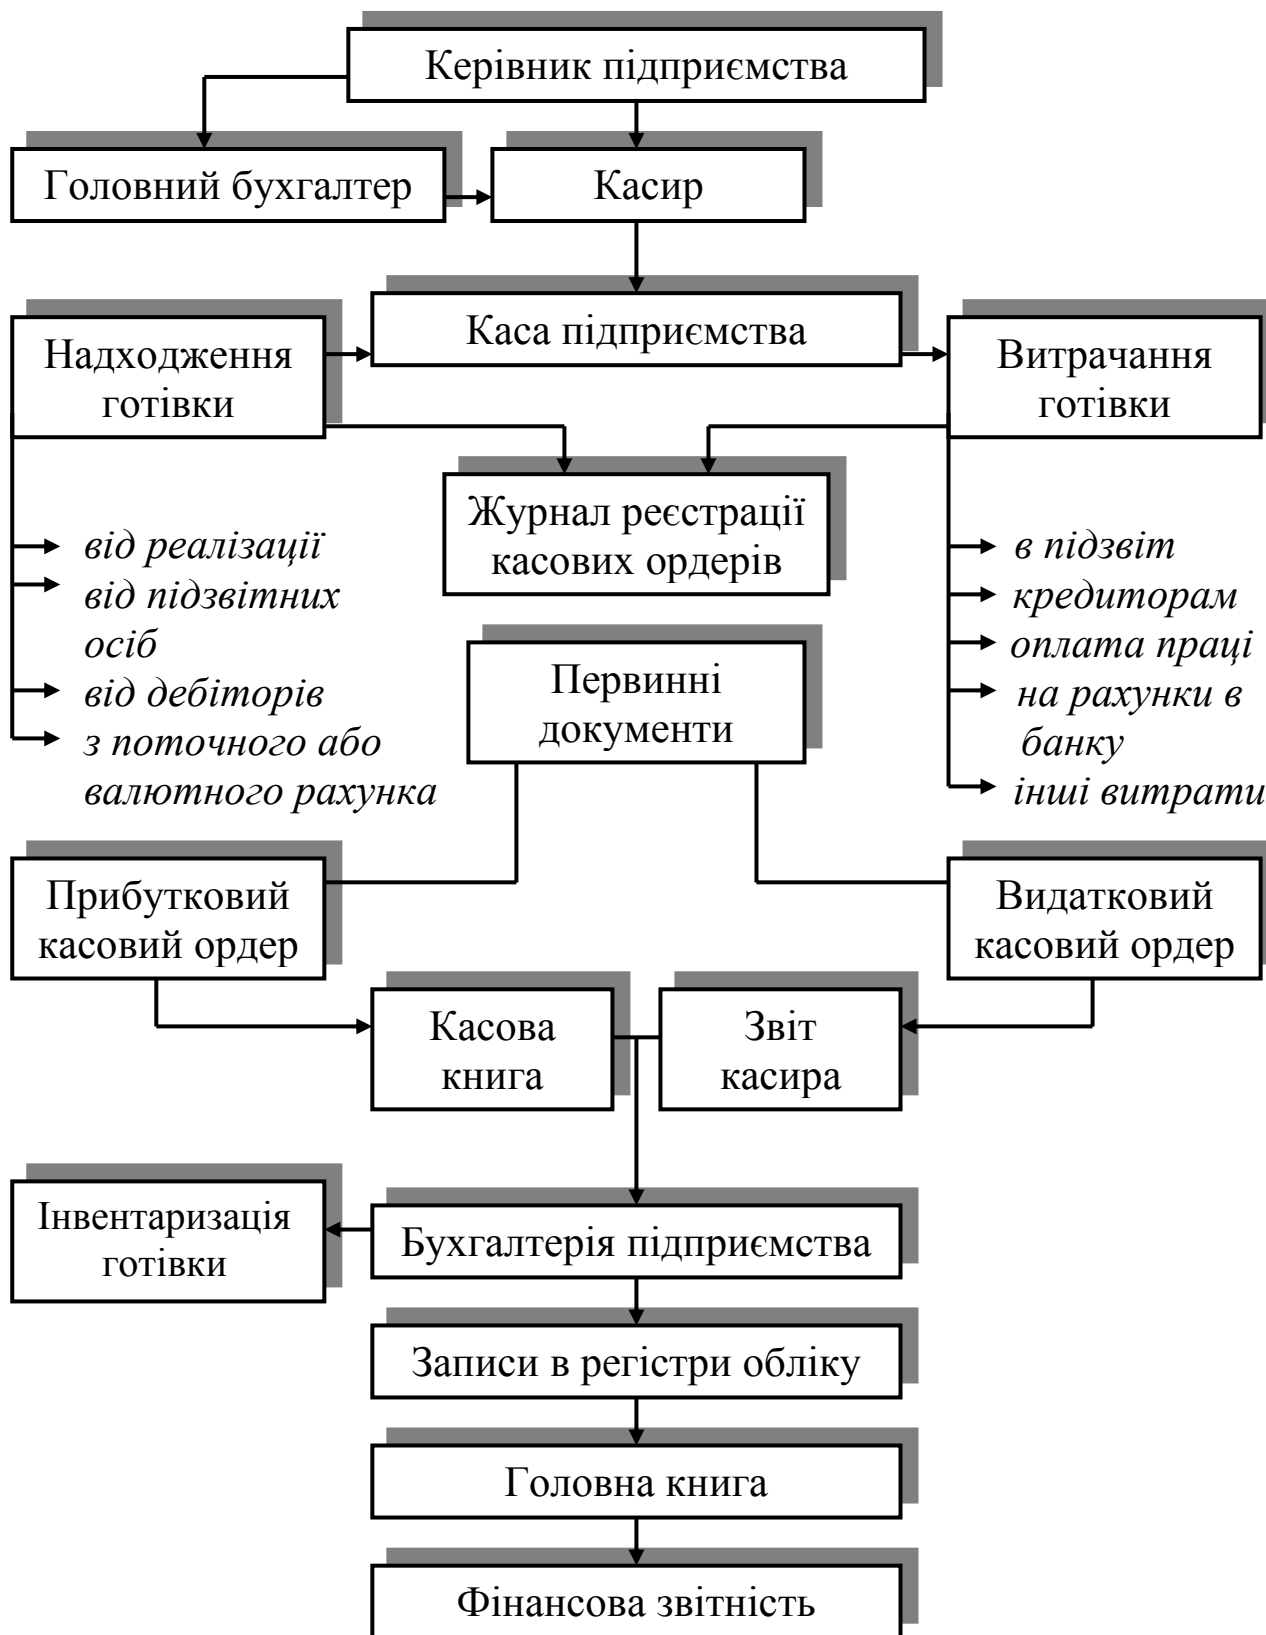 Керівник підприємства
Головний бухгалтер
Касир
Каса підприємства
Надходження
готівки
Витрачання
готівки
Журнал реєстрації
касових ордерів
від реалізації
від підзвітних
осіб
від дебіторів
з поточного або
валютного рахунка
в підзвіт
кредиторам
оплата праці
на рахунки в
банку
інші витрати
Первинні
документи
Прибутковий
касовий ордер
Видатковий
касовий ордер
Касова
книга
Звіт
касира
Інвентаризація
готівки
Бухгалтерія підприємства
Записи в регістри обліку
Головна книга
Фінансова звітність